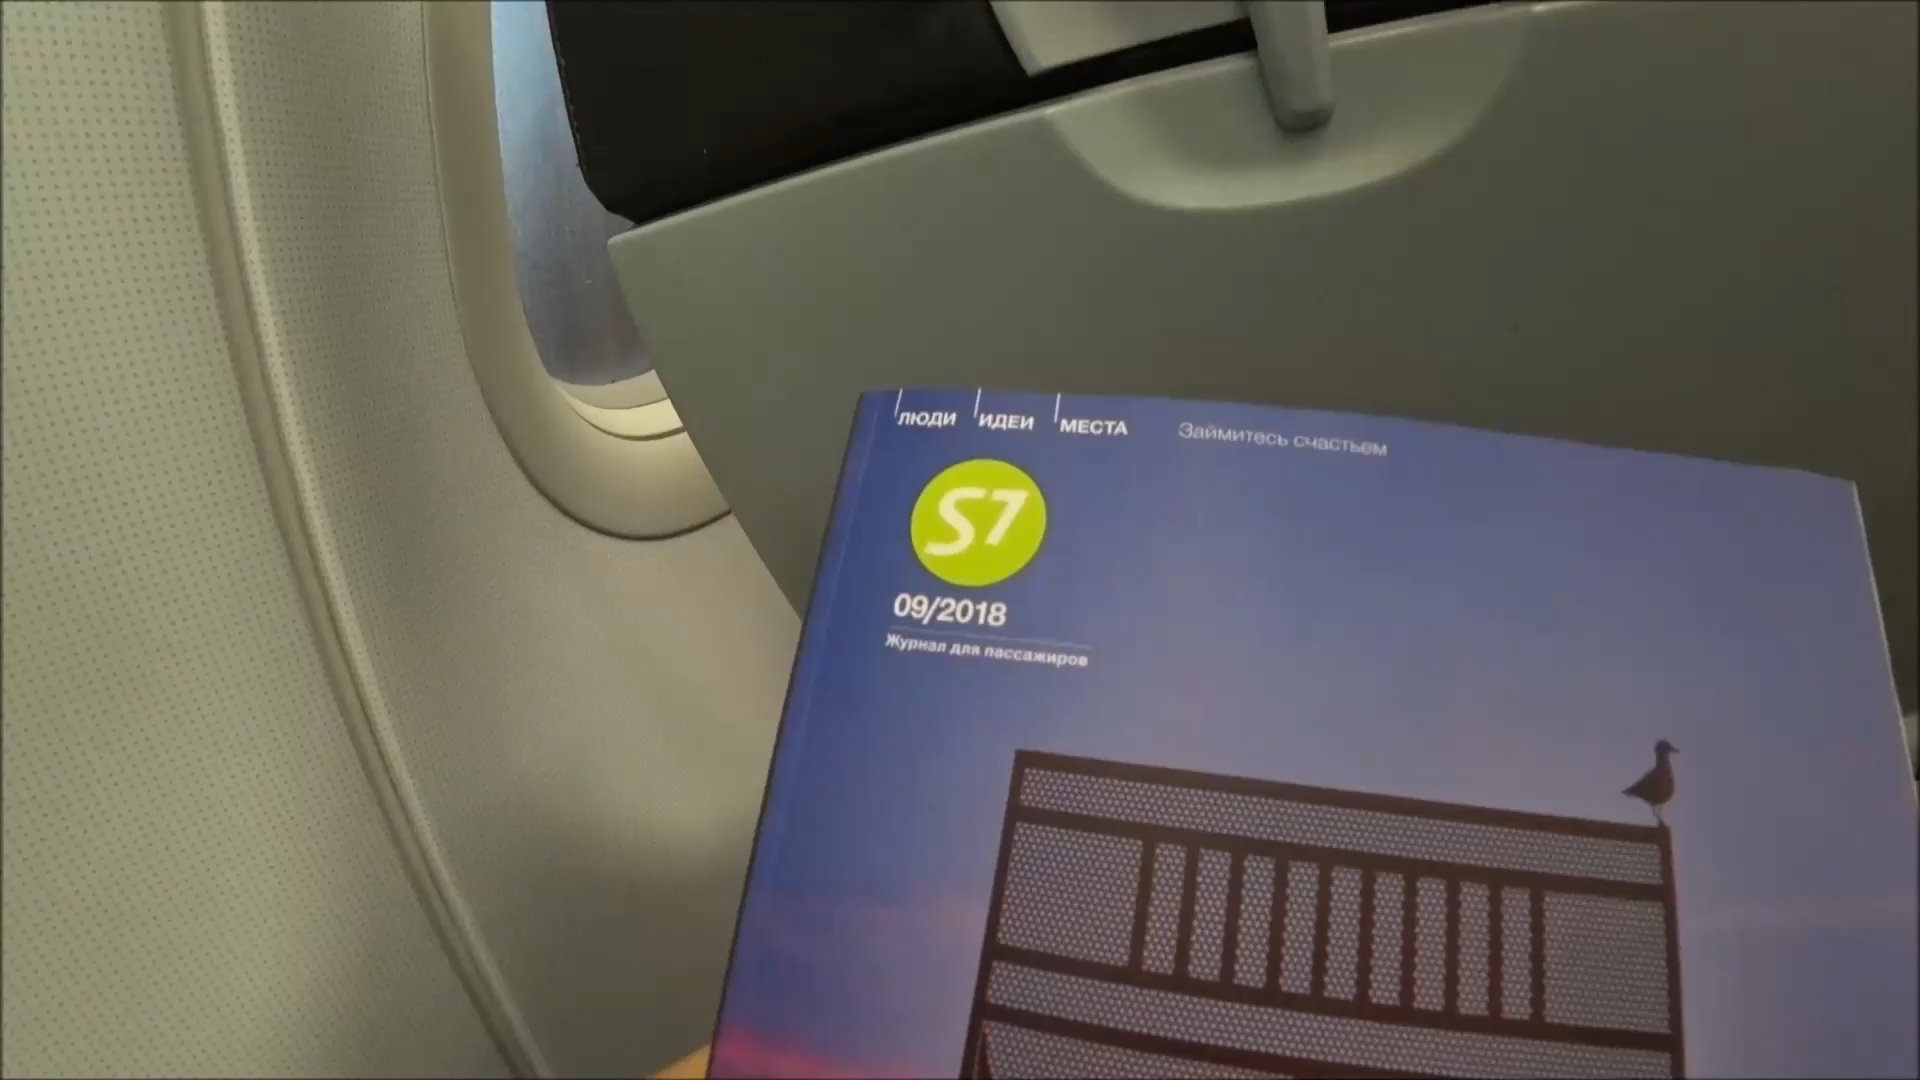 ЛЮДИ ИДЕИ МЕСТА Займитесь счастьем
S7
09/2018
Журнал для пассажиров